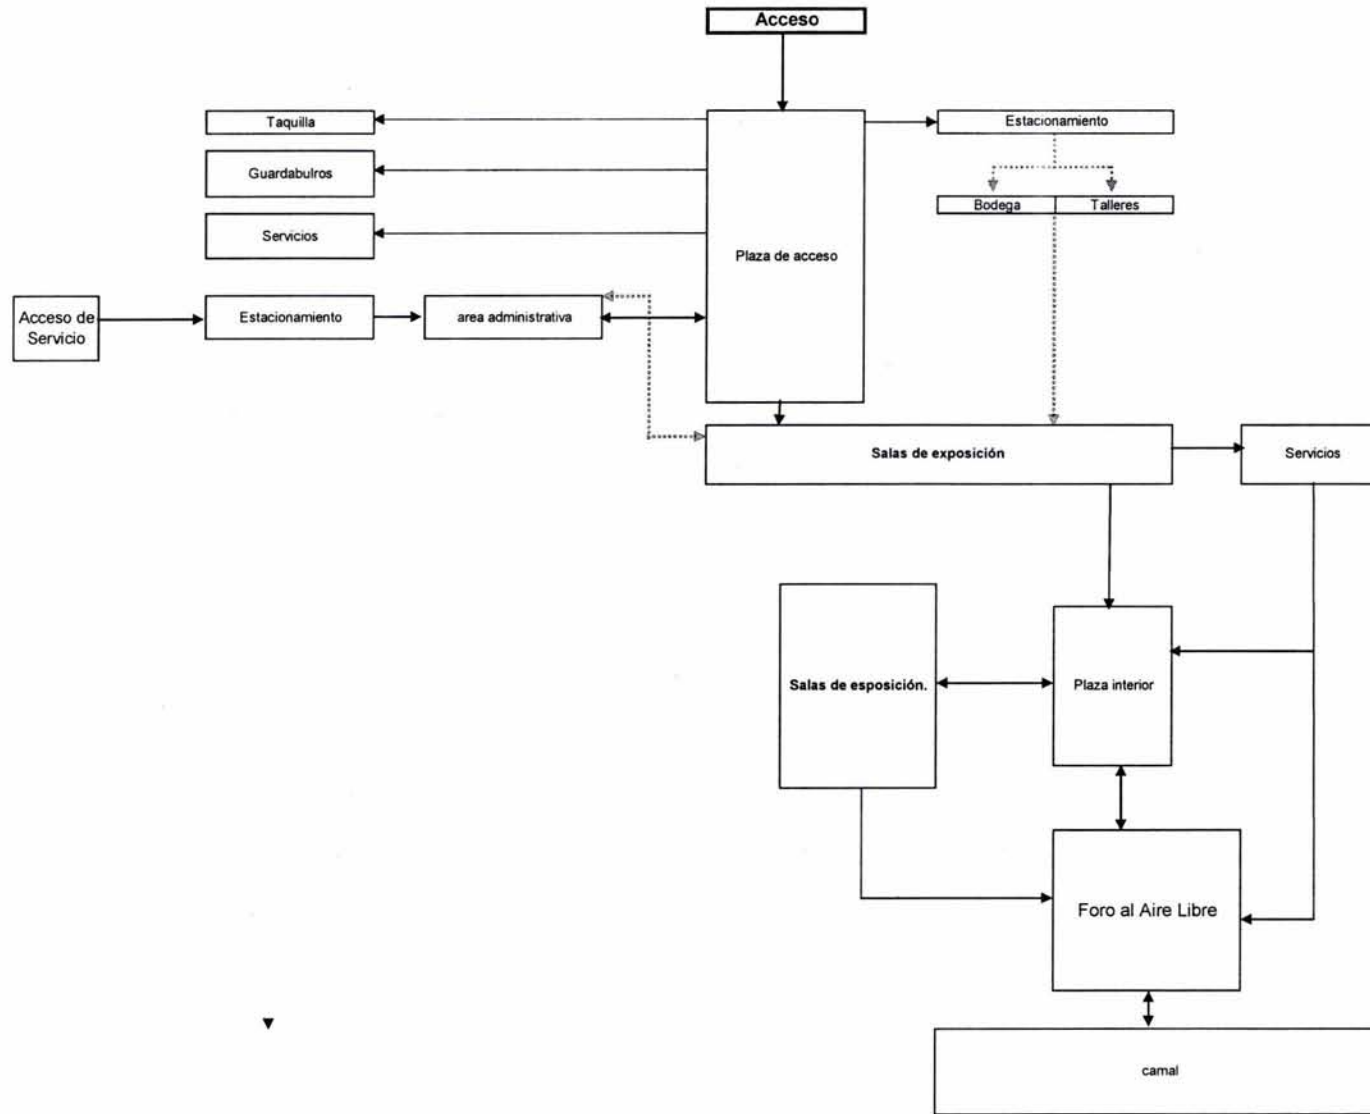 Acceso
Taquilla
Estacionamiento
Guardabulros
Bodega
Talleres
Servicios
Plaza de acceso
Acceso de
Servicio
Estacionamiento
area administrativa
Salas de exposición
Servicios
Salas de esposición.
Plaza interior
Foro al Aire Libre
camal